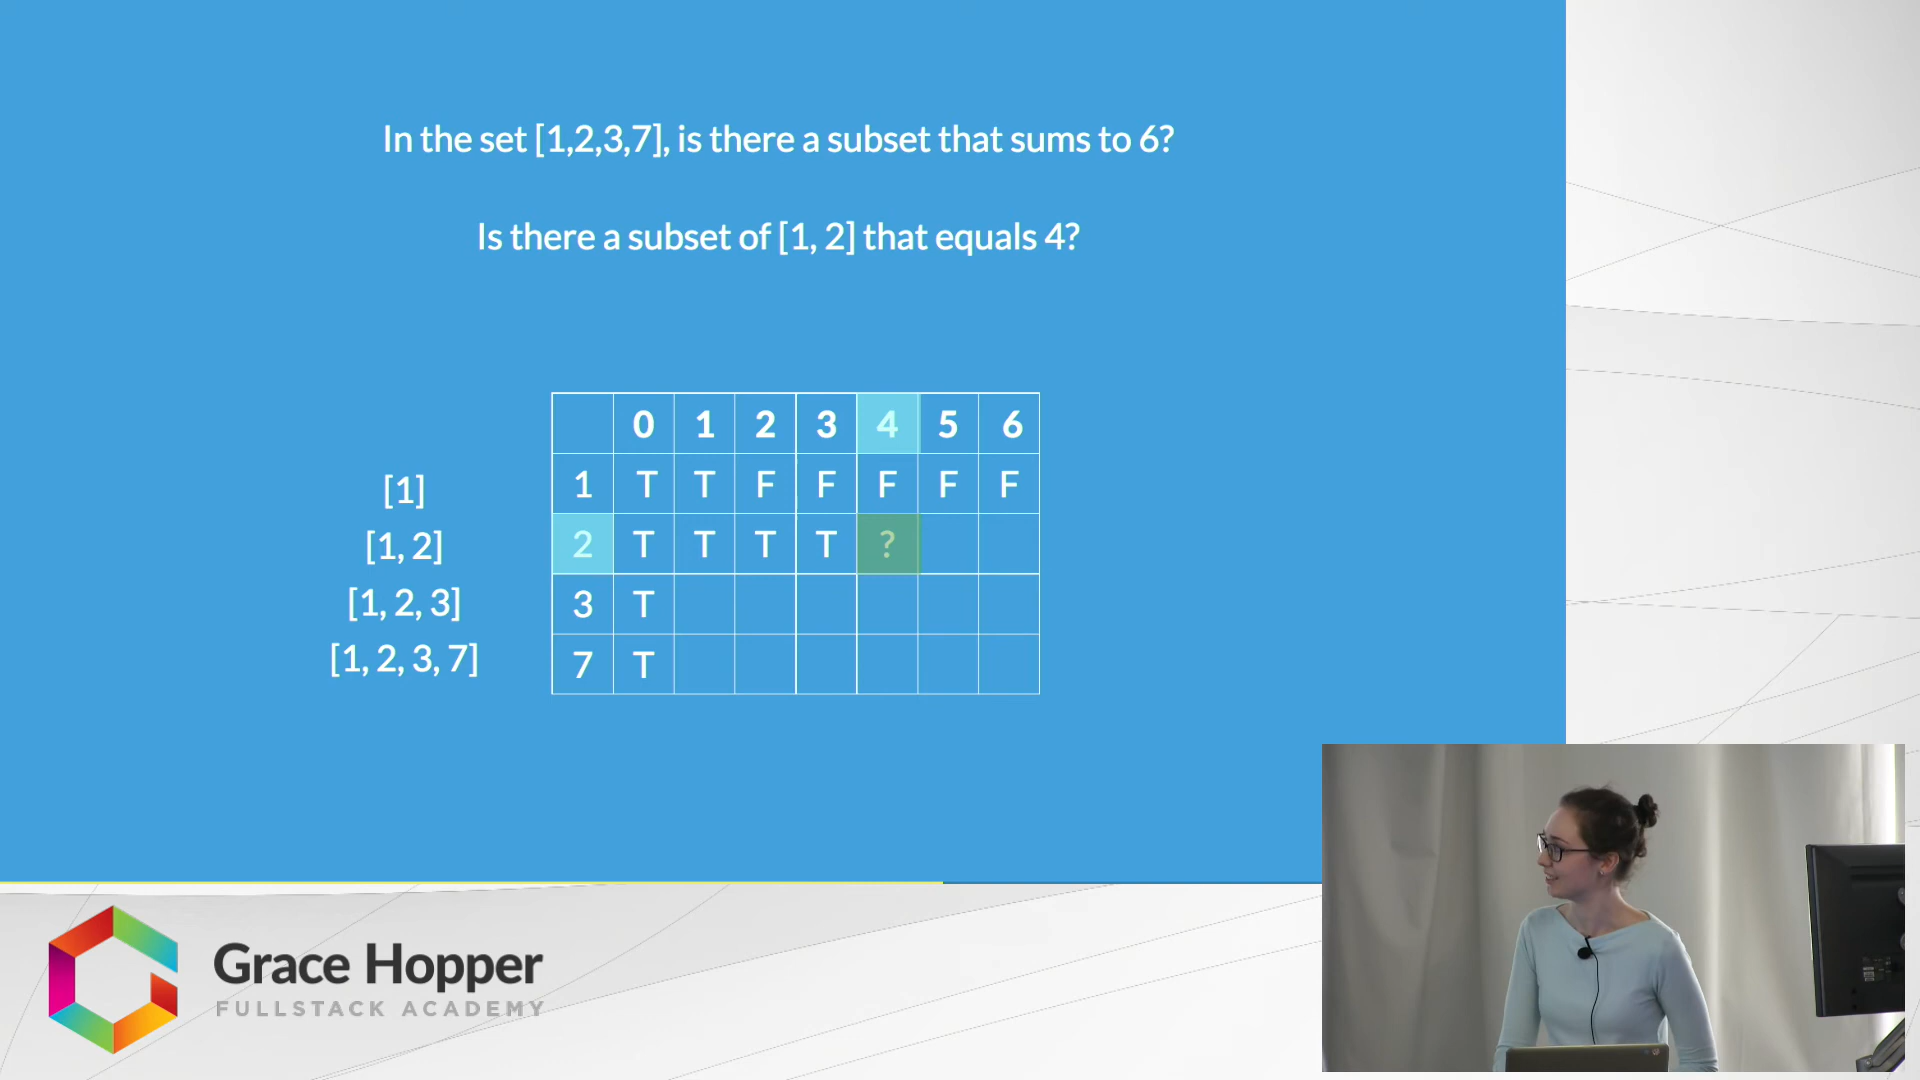 In the set [1,2,3,7], is there a subset that sums to 6?
Is there a subset of [1, 2] that equals 4?
0 1 2 3 4 5 6
[1] 1 T T F F F F F
[1, 2] 2 T T T T ?
[1, 2, 3] 3 T
[1, 2, 3, 7] 7 T
Grace Hopper
FULLSTACK ACADEMY